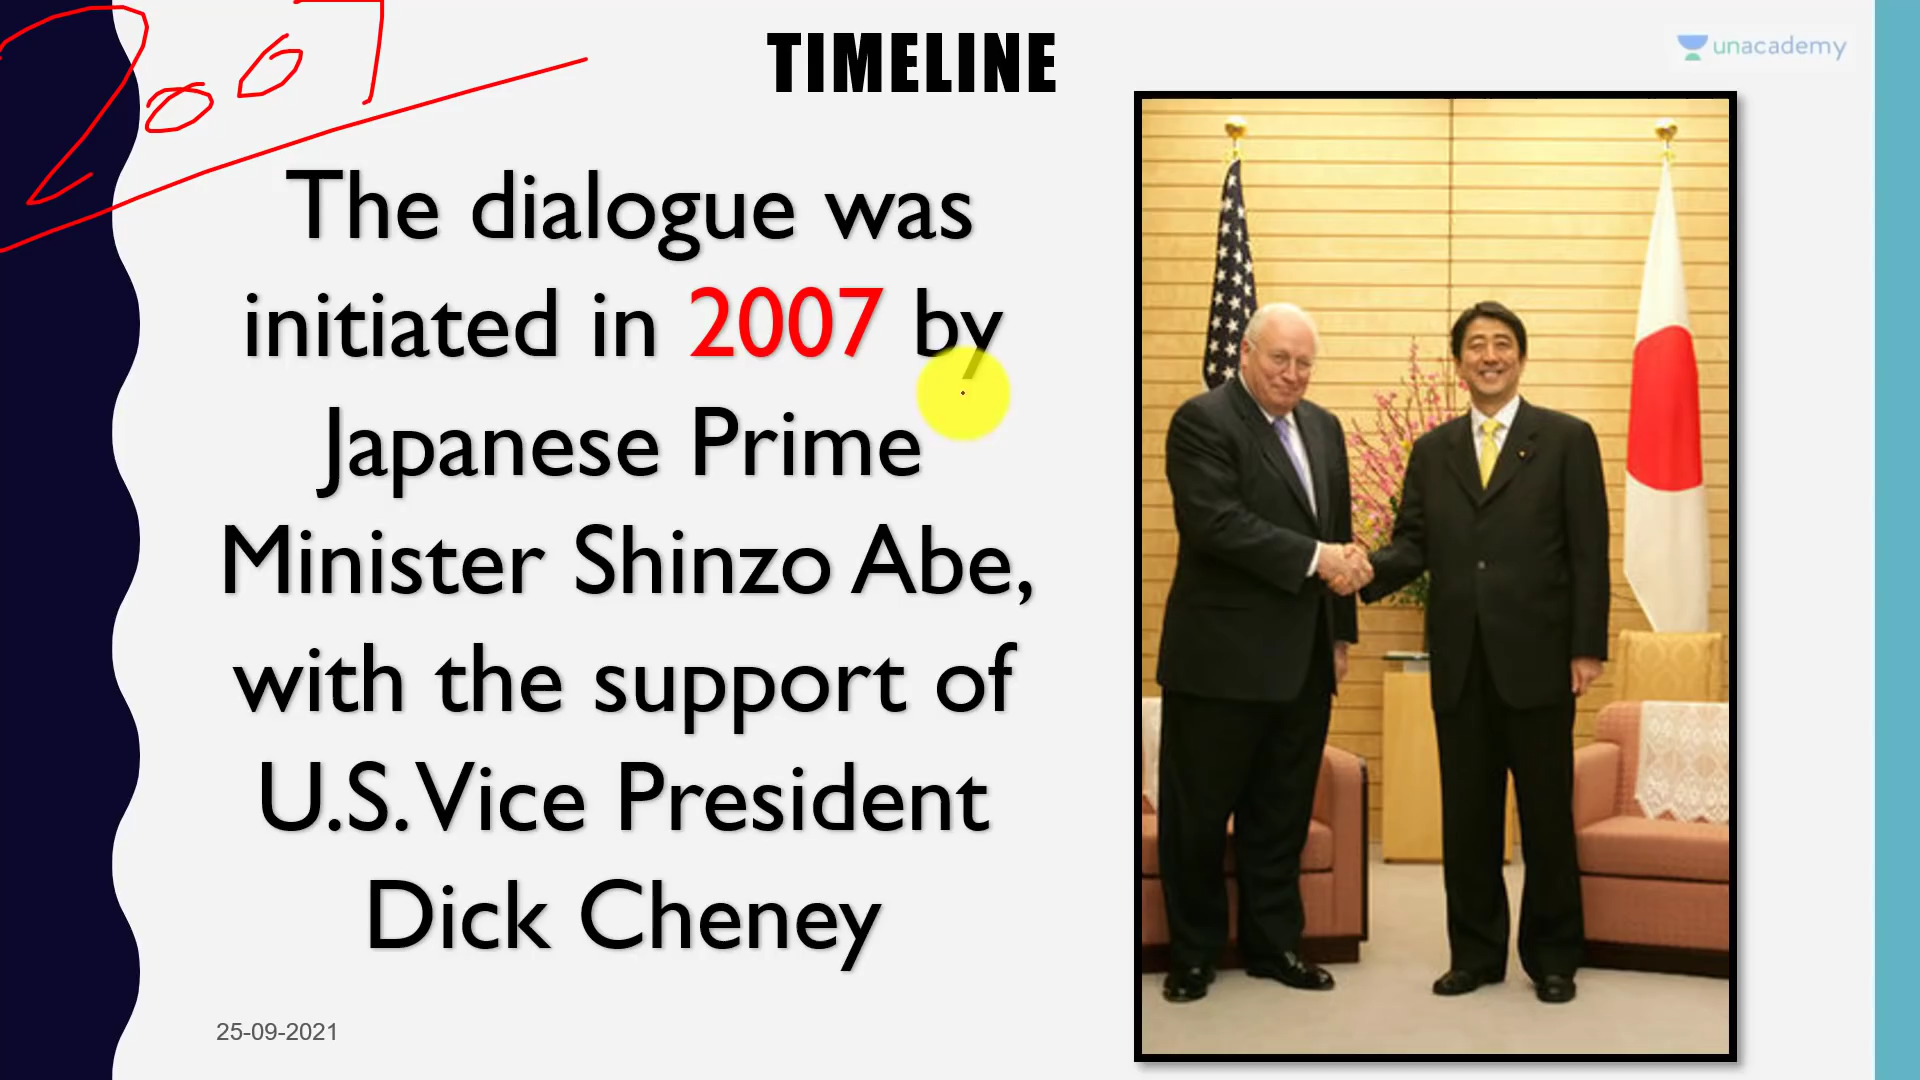 2007
TIMELINE
unacademy
The dialogue was
initiated in 2007 by
Japanese Prime
Minister Shinzo Abe,
with the support of
U.S. Vice President
Dick Cheney
25-09-2021